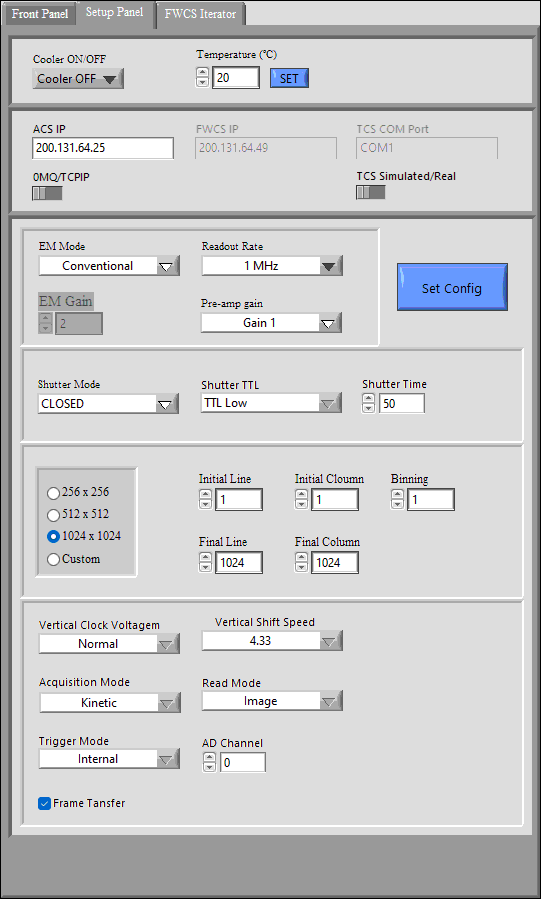 Front Panel Setup Panel FWCS Iterator
Cooler ON/OFF Temperature (ºC)
Cooler OFF 20 SET
ACS IP FWCS IP TCS COM Port
200.131.64.25 200.131.64.49 COM1
0MQ/TCPIP TCS Simulated/Real
EM Mode Readout Rate
Conventional 1 MHz
Set Config
EM Gain Pre-amp gain
2 Gain 1
Shutter Mode Shutter TTL Shutter Time
CLOSED TTL Low 50
256 x 256
512 x 512
1024 x 1024
Custom
Initial Line Initial Cloumn Binning
1 1 1
Final Line Final Column
1024 1024
Vertical Clock Voltagem Vertical Shift Speed
Normal 4.33
Acquisition Mode Read Mode
Kinetic Image
Trigger Mode AD Channel
Internal 0
Frame Tansfer